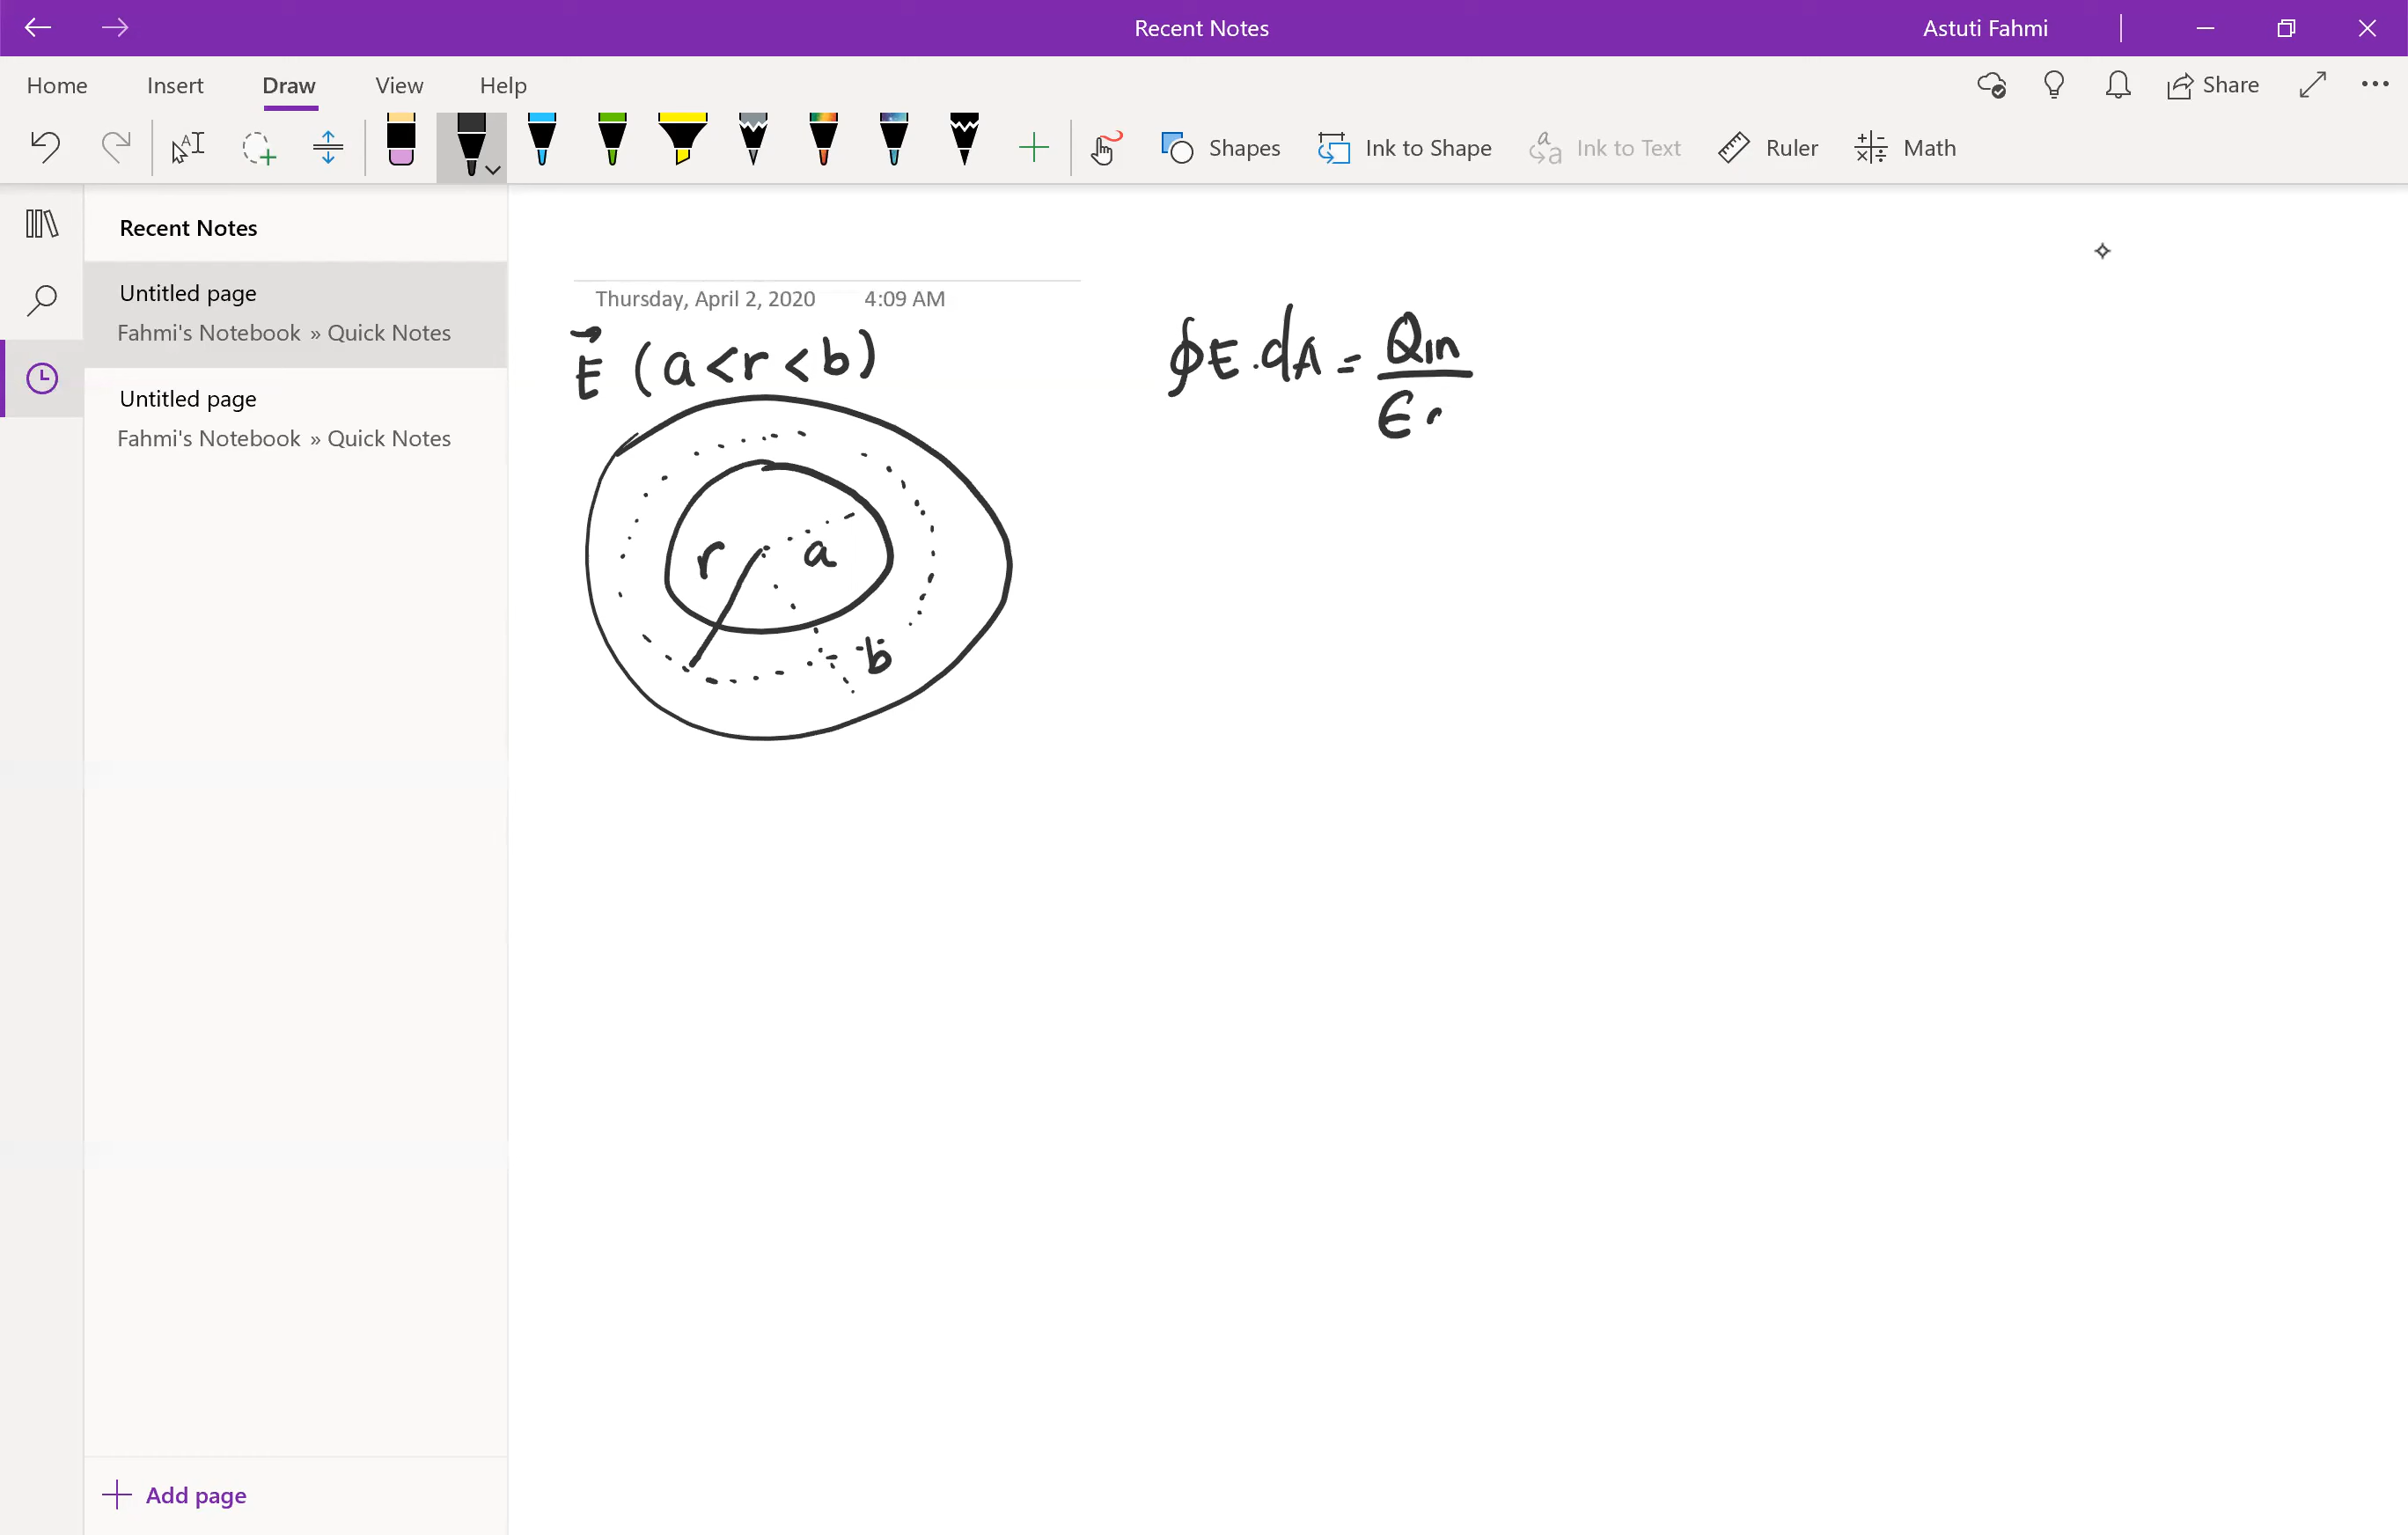 Recent Notes
Astuti Fahmi
Home Insert Draw View Help
Share
Shapes Ink to Shape Ink to Text Ruler Math
Recent Notes
Untitled page
Fahmi's Notebook » Quick Notes
Untitled page
Fahmi's Notebook » Quick Notes
Add page
Thursday, April 2, 2020 4:09 AM
E⃗ (a<r<b)
r a
b
∮E.dA = Qin
ϵ